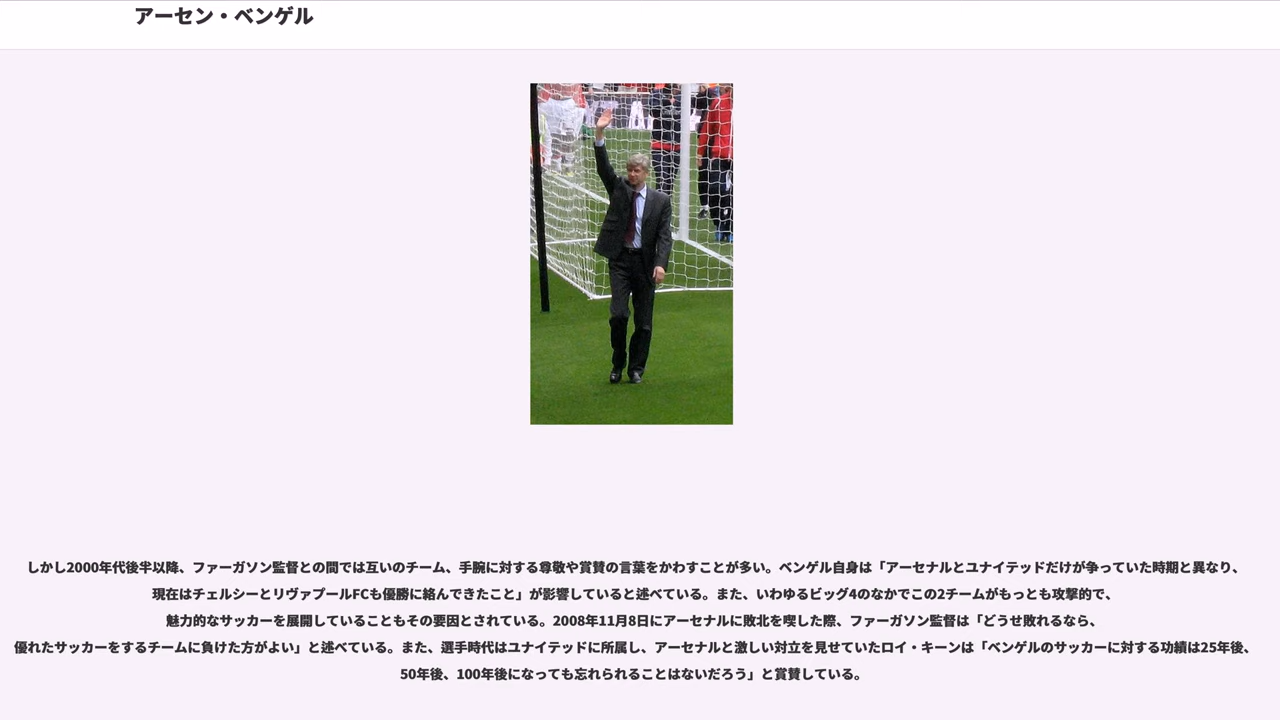 アーセン・ベンゲル
しかし2000年代後半以降、ファーガソン監督との間では互いのチーム、手腕に対する尊敬や賞賛の言葉をかわすことが多い。ベンゲル自身は「アーセナルとユナイテッドだけが争っていた時期と異なり、
現在はチェルシーとリヴァプールFCも優勝に絡んできたこと」が影響していると述べている。また、いわゆるビッグ4のなかでこの2チームがもっとも攻撃的で、
魅力的なサッカーを展開していることもその要因とされている。2008年11月8日にアーセナルに敗北を喫した際、ファーガソン監督は「どうせ敗れるなら、
優れたサッカーをするチームに負けた方がよい」と述べている。また、選手時代はユナイテッドに所属し、アーセナルと激しい対立を見せていたロイ・キーンは「ベンゲルのサッカーに対する功績は25年後、
50年後、100年後になっても忘れられることはないだろう」と賞賛している。